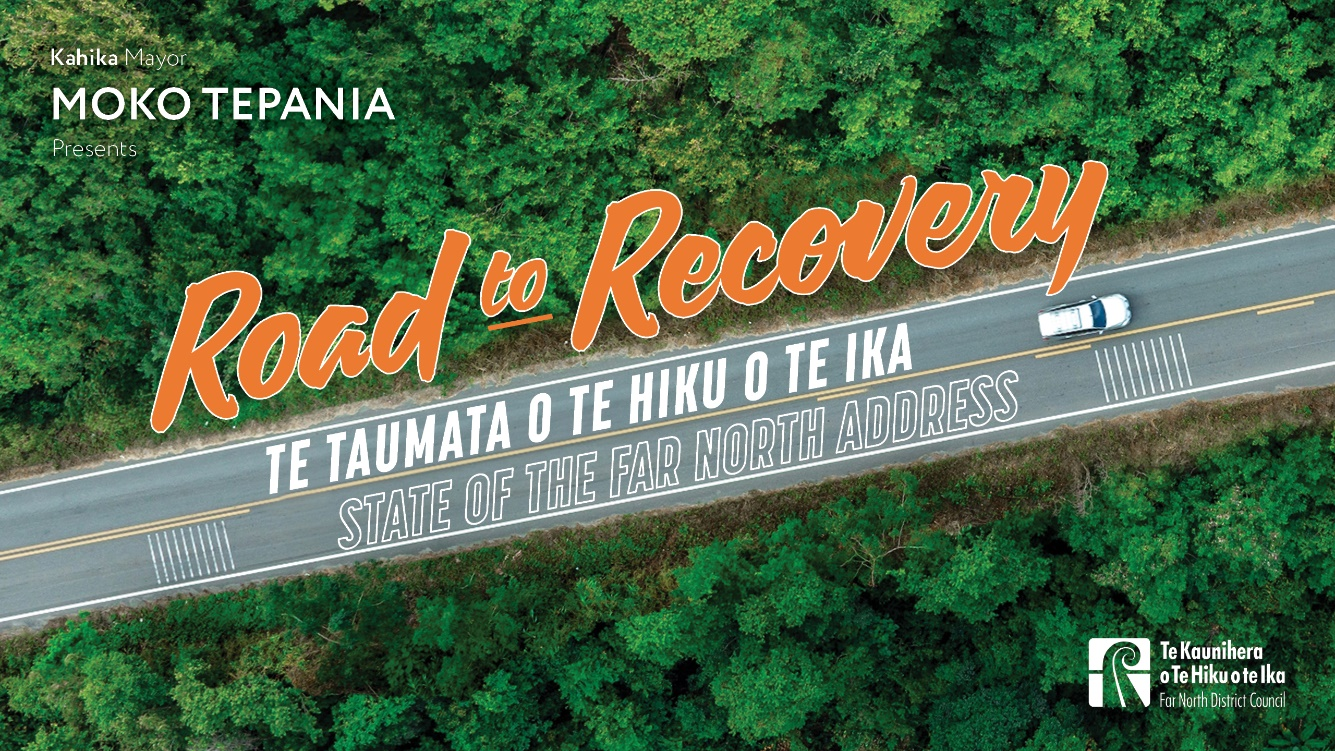 Kahika Mayor
MOKO TEPANIA
Presents
Road to Recovery
TE TAUMATA O TE HIKU O TE IKA
STATE OF THE FAR NORTH ADDRESS
Te Kaunihera
o Te Hiku o te Ika
Far North District Council